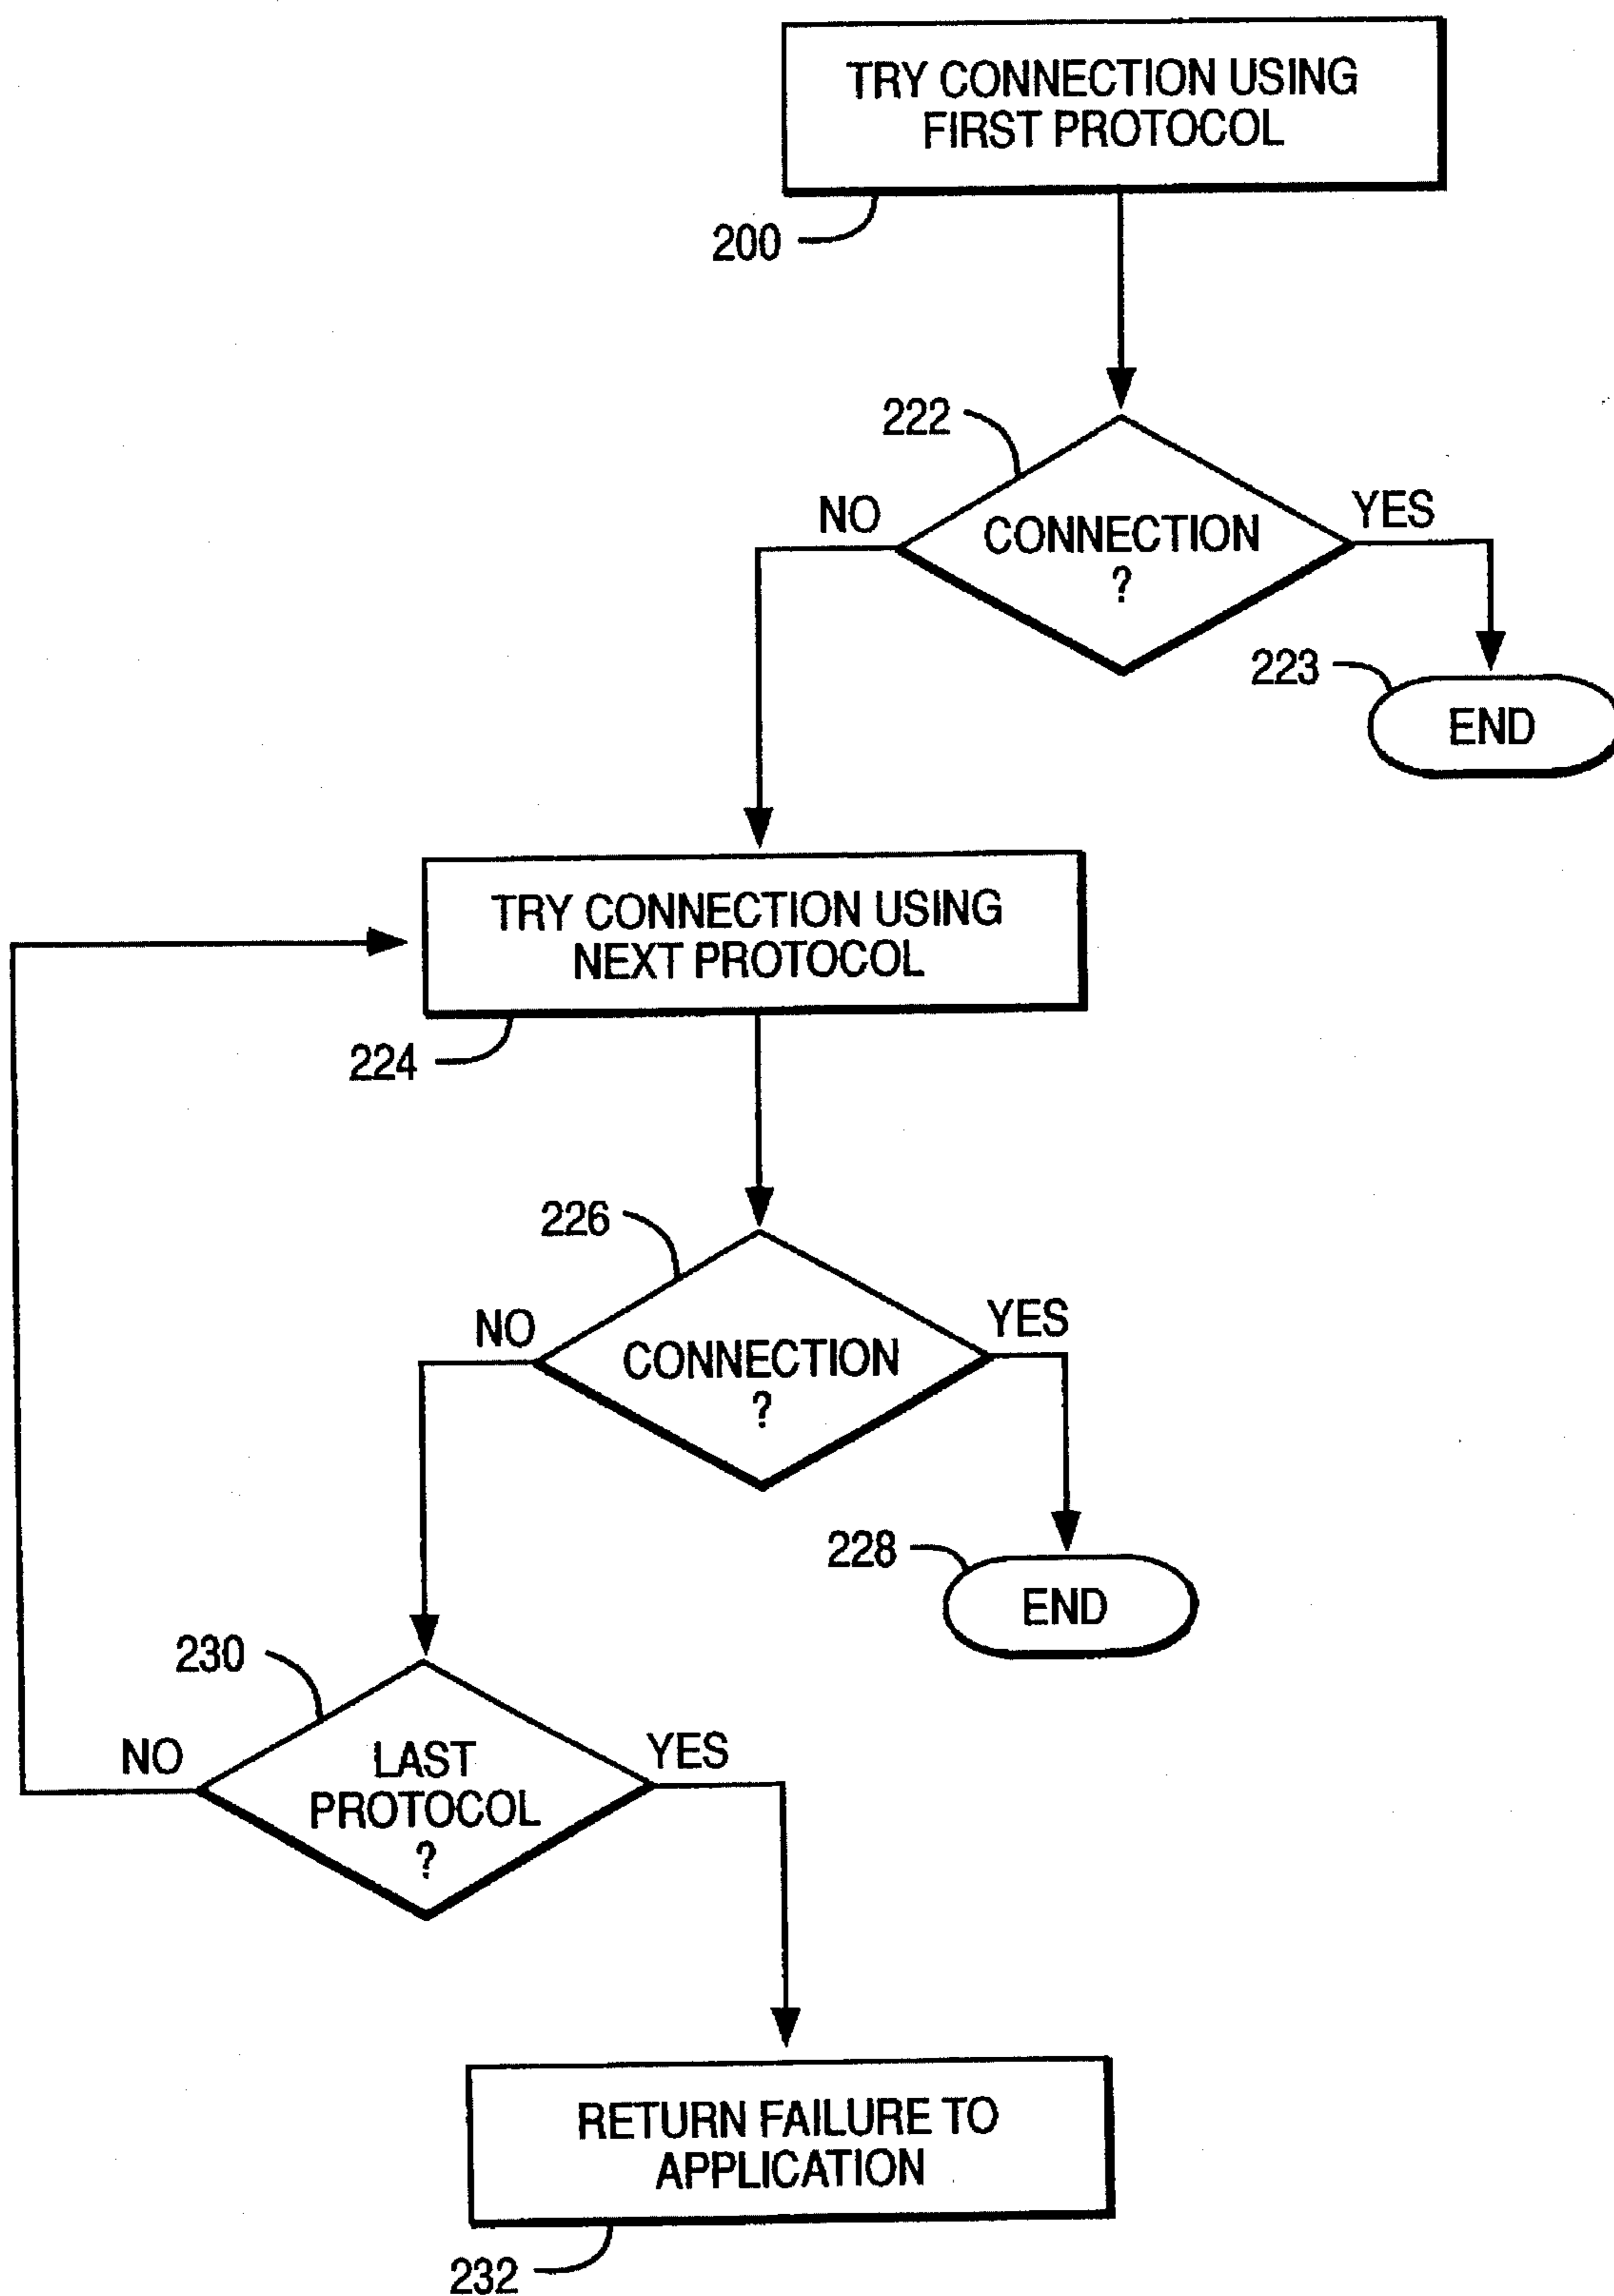 TRY CONNECTION USING
FIRST PROTOCOL
200
222
NO
YES
CONNECTION
?
223
END
TRY CONNECTION USING
NEXT PROTOCOL
224
226
NO
YES
CONNECTION
?
228
END
230
NO
YES
LAST
PROTOCOL
?
RETURN FAILURE TO
APPLICATION
232